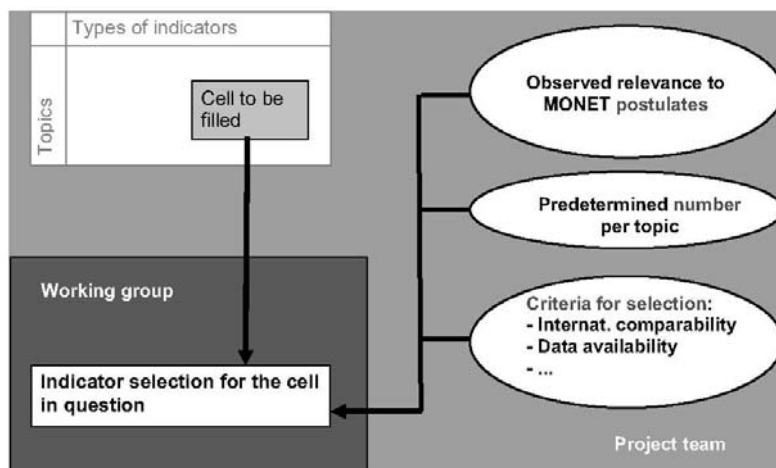 Types of indicators
Topics
Cell to be
filled
Observed relevance to
MONET postulates
Predetermined number
per topic
Working group
Criteria for selection:
- Internat. comparability
- Data availability
- ...
Indicator selection for the cell
in question
Project team